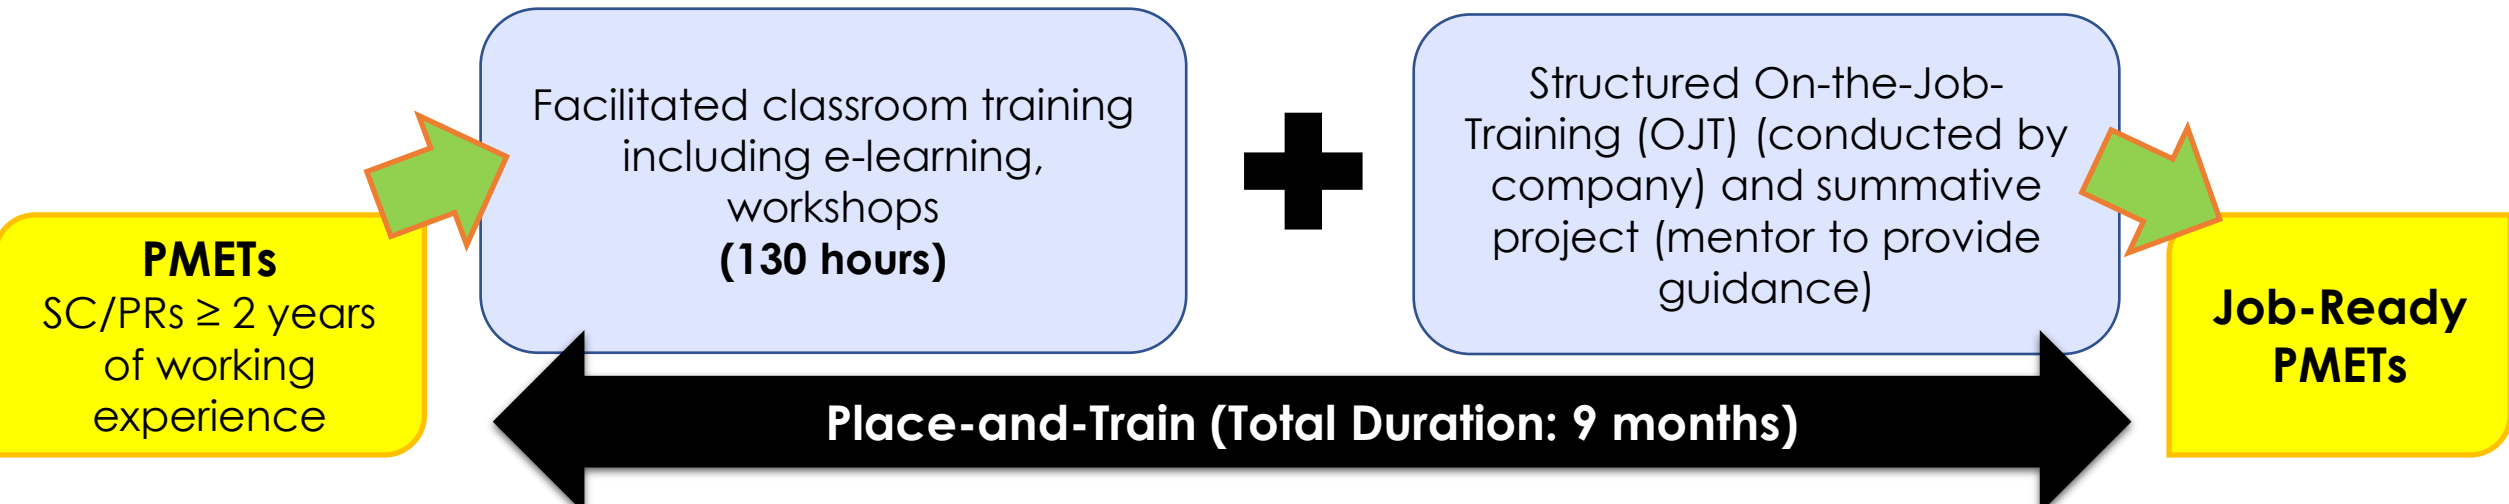 PMETs
SC/PRs ≥ 2 years
of working
experience
Facilitated classroom training
including e-learning,
workshops
(130 hours)
Structured On-the-Job-
Training (OJT) (conducted by
company) and summative
project (mentor to provide
guidance)
Job-Ready
PMETs
Place-and-Train (Total Duration: 9 months)